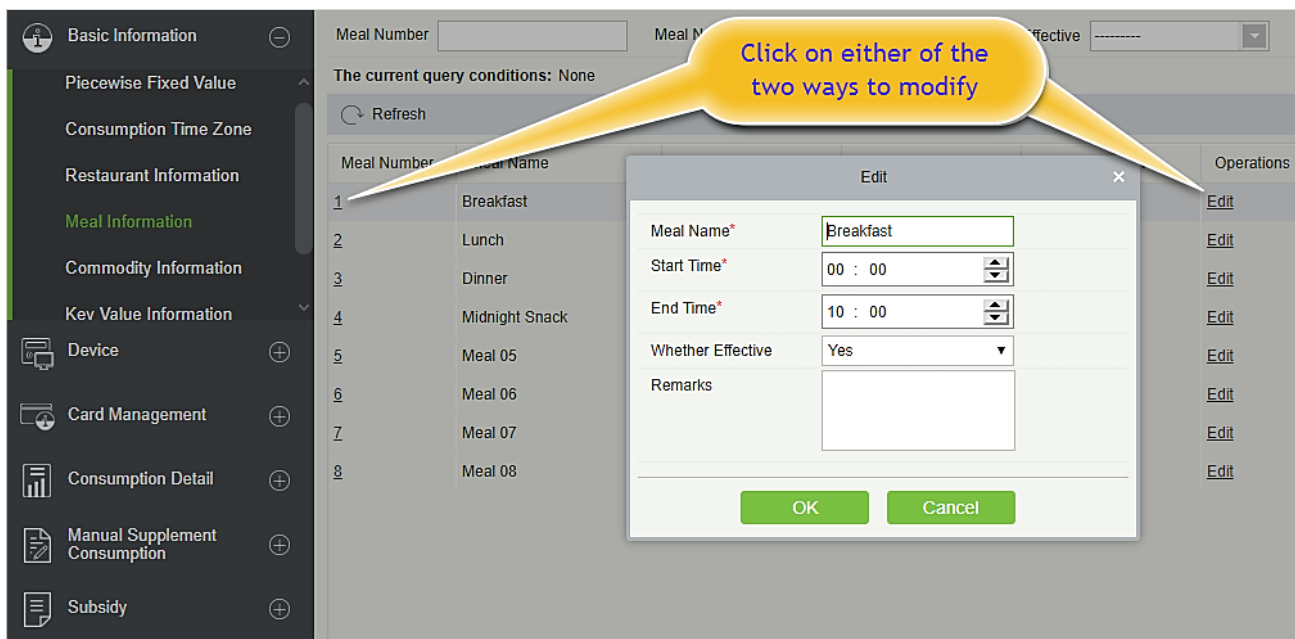 Basic Information
Piecewise Fixed Value
Consumption Time Zone
Restaurant Information
Meal Information
Commodity Information
Key Value Information
Device
Card Management
Consumption Detail
Manual Supplement
Consumption
Subsidy
Meal Number
Meal N
ffective ---------
Click on either of the
two ways to modify
The current query conditions: None
Refresh
Meal Number Name Operations
1 Breakfast Edit
2 Lunch Edit
3 Dinner Edit
4 Midnight Snack Edit
5 Meal 05 Edit
6 Meal 06 Edit
7 Meal 07 Edit
8 Meal 08 Edit
Edit ×
Meal Name* Breakfast
Start Time* 00 : 00
End Time* 10 : 00
Whether Effective Yes
Remarks
OK Cancel